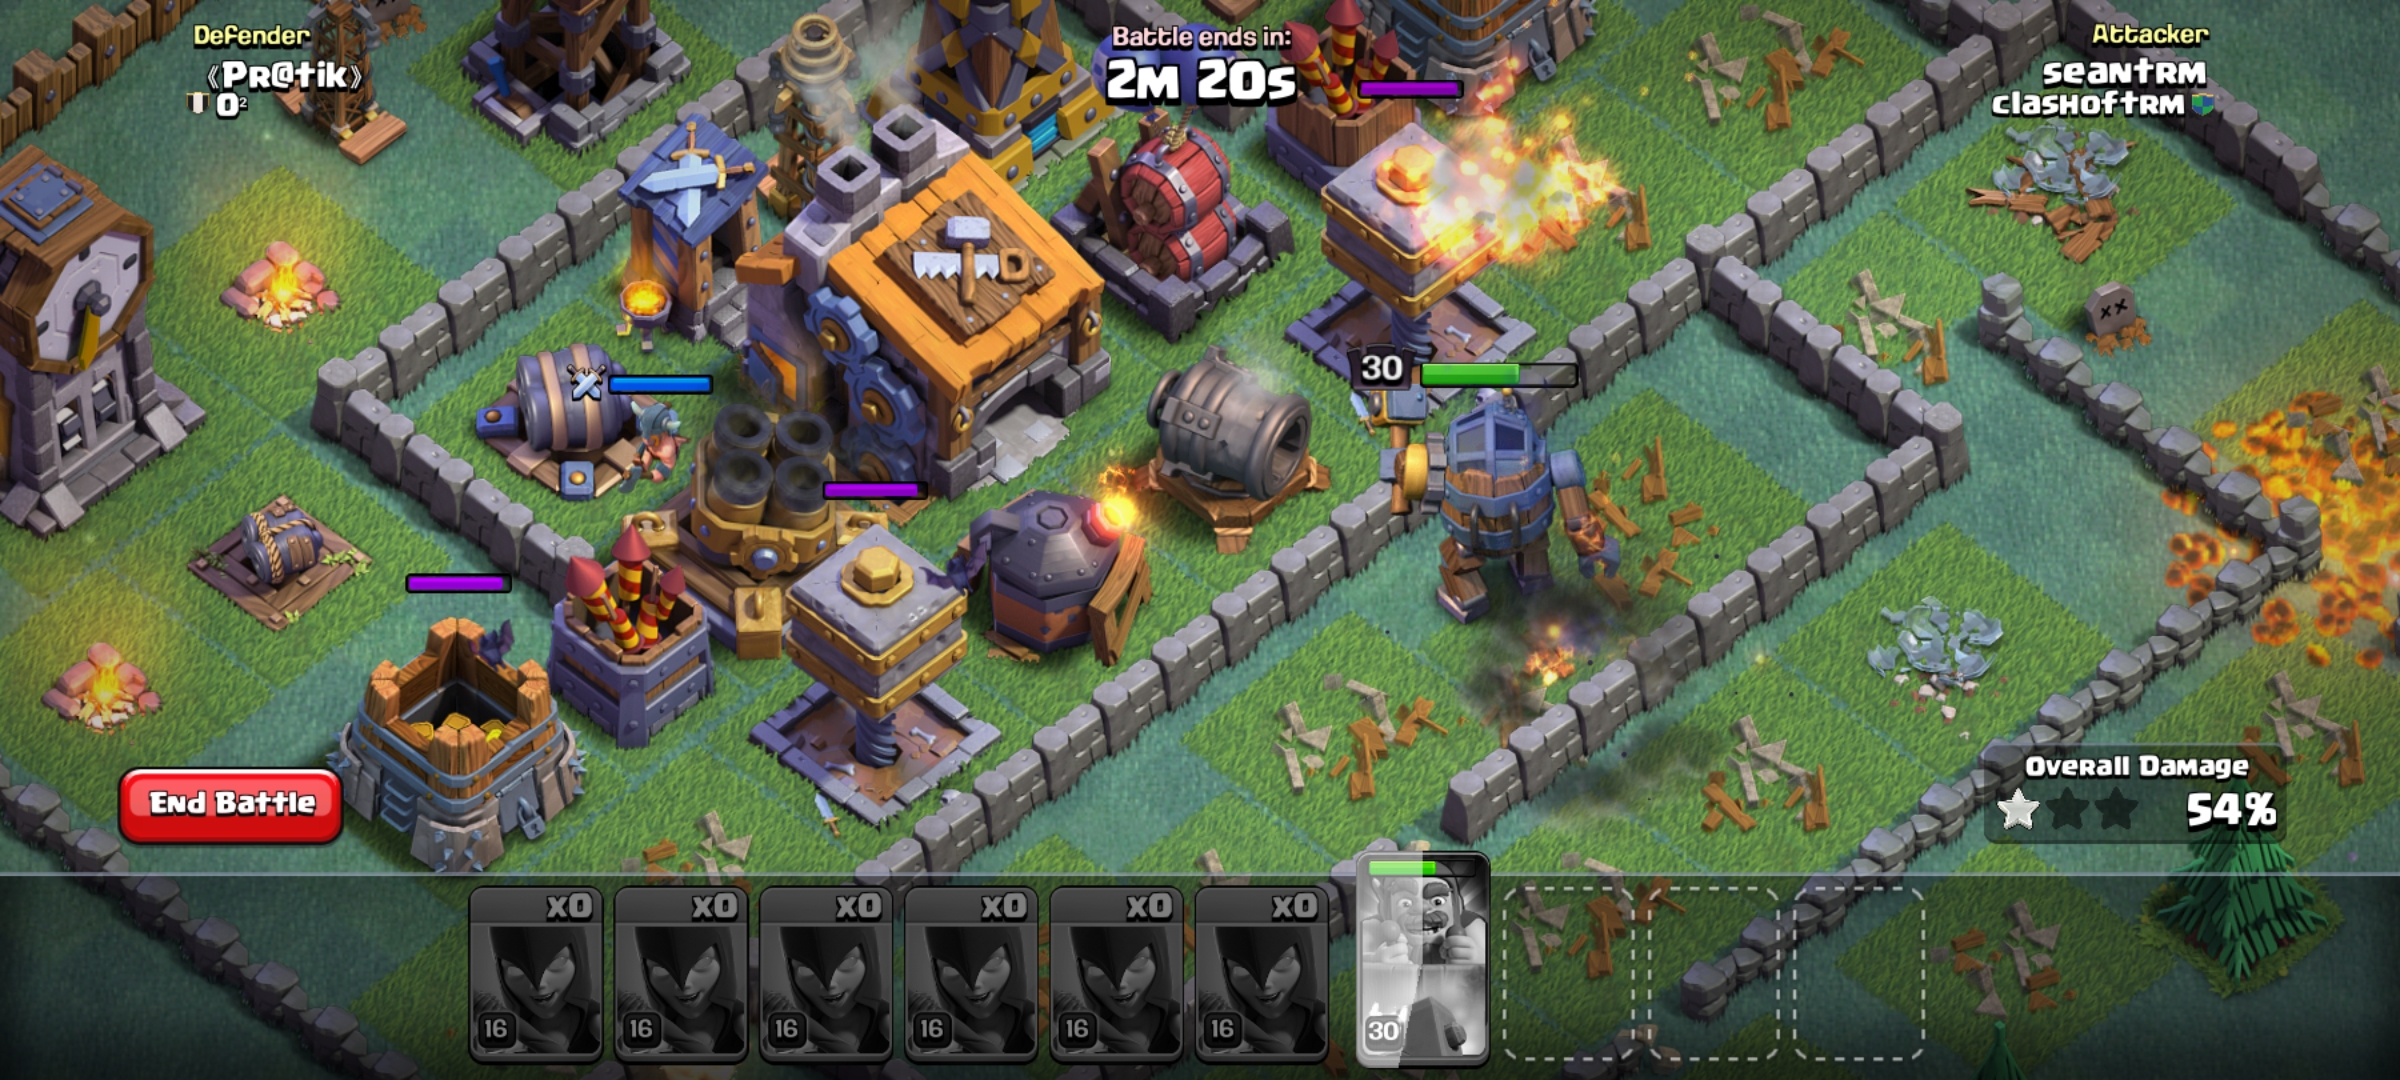 Defender
《PR@tik》
0²
Battle ends in:
2M 20s
Attacker
seantRM
clashoftRM
30
End Battle
Overall Damage
54%
x0
x0
x0
x0
x0
x0
16
16
16
16
16
16
30